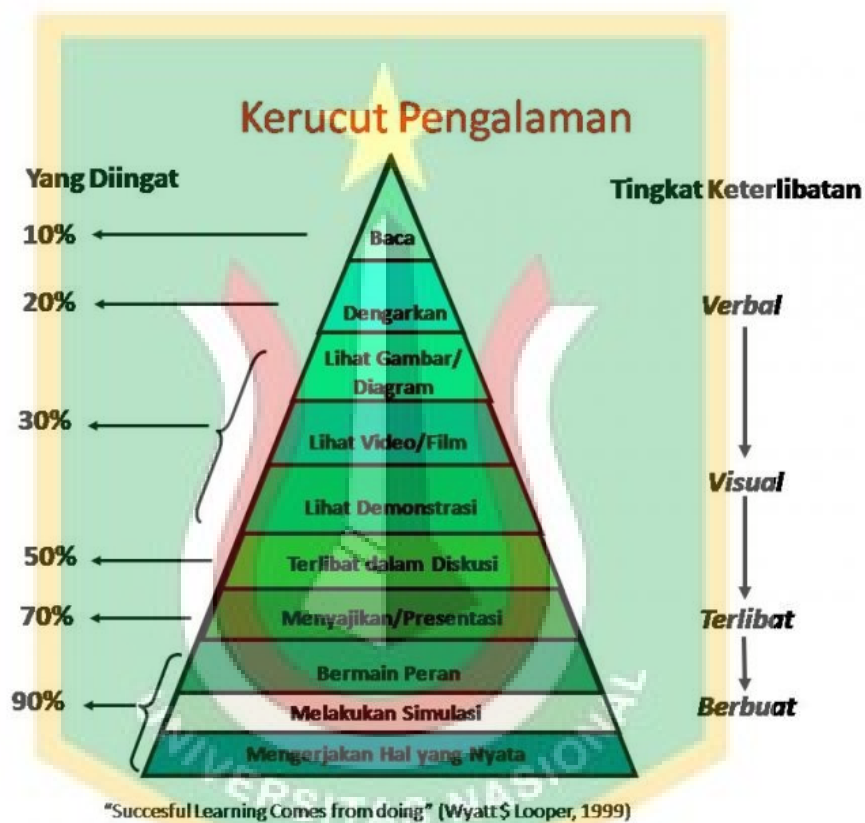 Kerucut Pengalaman
Yang Diingat
Tingkat Keterlibatan
10%
Baca
20%
Dengarkan
Verbal
Lihat Gambar/
Diagram
30%
Lihat Video/Film
Visual
Lihat Demonstrasi
50%
Terlibat dalam Diskusi
70%
Menyajikan/Presentasi
Terlibat
Bermain Peran
90%
Melakukan Simulasi
Berbuat
Mengerjakan Hal yang Nyata
UNIVERSITAS NASIONAL
"Succesful Learning Comes from doing" (Wyatt $ Looper, 1999)